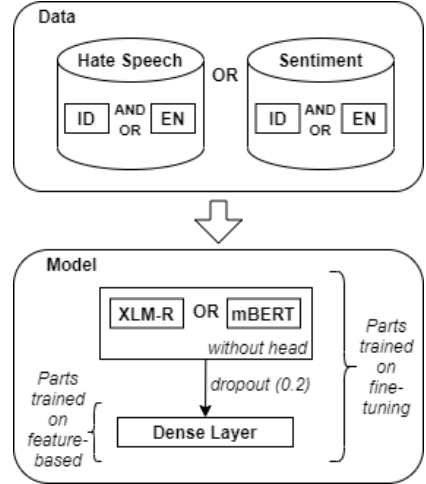 Data
Hate Speech
OR
Sentiment
ID
AND
OR
EN
ID
AND
OR
EN
Model
XLM-R
OR
mBERT
without head
dropout (0.2)
Dense Layer
Parts
trained
on
feature-
based
Parts
trained
on
fine-
tuning